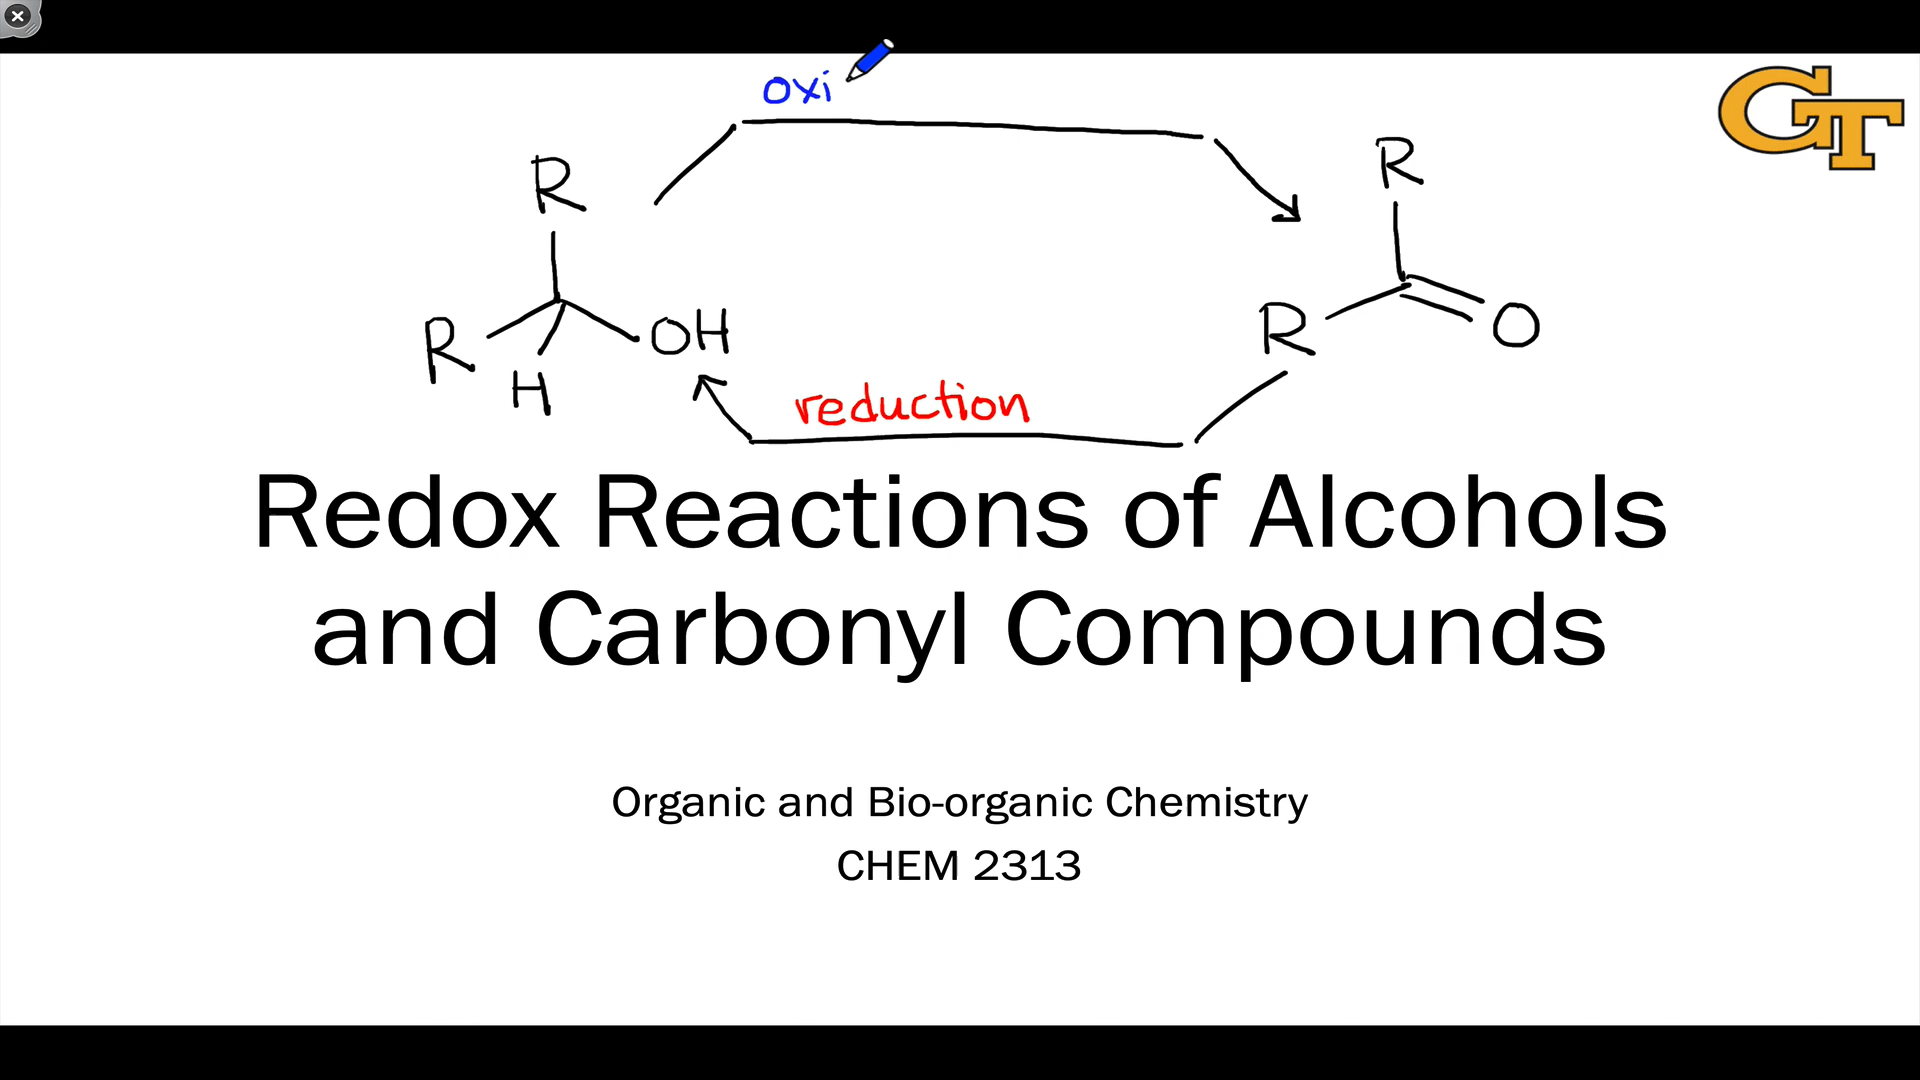 oxi
GT
R
R
R
OH
R
O
H
reduction
Redox Reactions of Alcohols
and Carbonyl Compounds
Organic and Bio-organic Chemistry
CHEM 2313